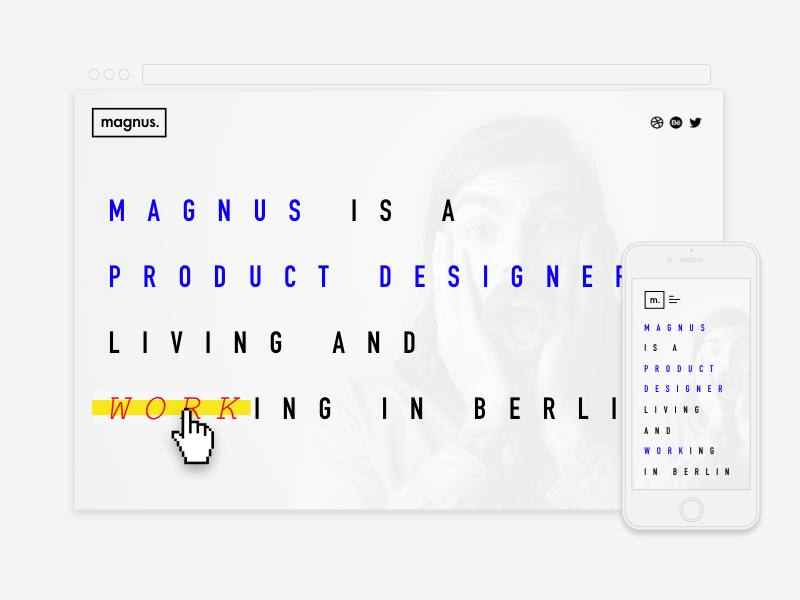 magnus.
Bē
MAGNUS IS A
PRODUCT DESIGNER
LIVING AND
WORKING IN BERLI
m.
MAGNUS
IS A
PRODUCT
DESIGNER
LIVING
AND
WORKING
IN BERLIN